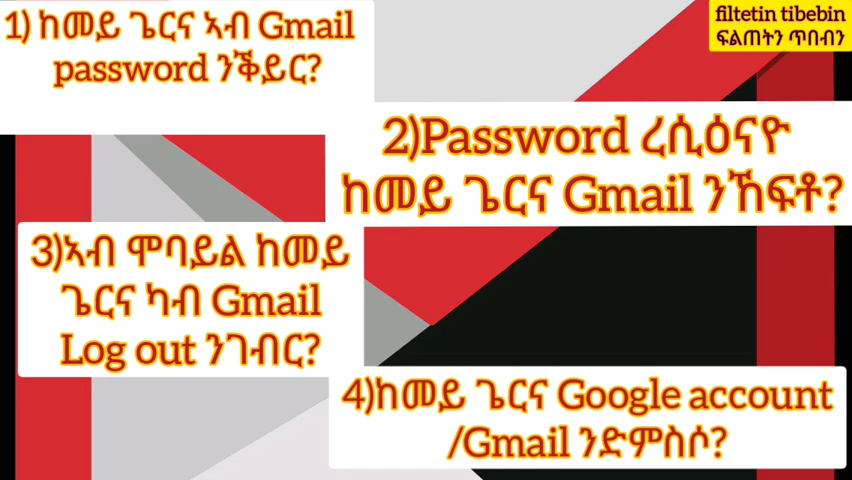 1) ከመይ ጌርና ኣብ Gmail
password ንቕይር?
filtetin tibebin
ፍልጠትን ጥበብን
2)Password ረሲዕናዮ
ከመይ ጌርና Gmail ንኸፍቶ?
3)ኣብ ሞባይል ከመይ
ጌርና ካብ Gmail
Log out ንገብር?
4)ከመይ ጌርና Google account
/Gmail ንድምስሶ?